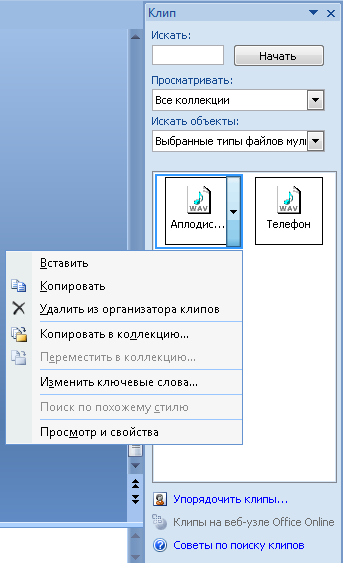 Клип
Искать:
Начать
Просматривать:
Все коллекции
Искать объекты:
Выбранные типы файлов мул
WAV
WAV
Аплодис...
Телефон
Вставить
Копировать
Удалить из организатора клипов
Копировать в коллекцию...
Переместить в коллекцию...
Изменить ключевые слова...
Поиск по похожему стилю
Просмотр и свойства
Упорядочить клипы...
Клипы на веб-узле Office Online
Советы по поиску клипов